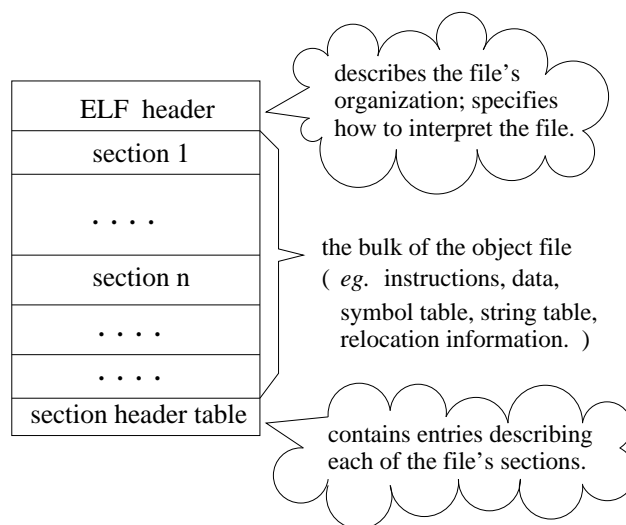 describes the file's
organization; specifies
how to interpret the file.
ELF header
section 1
. . . .
section n
. . . .
. . . .
section header table
the bulk of the object file
( eg. instructions, data,
symbol table, string table,
relocation information. )
contains entries describing
each of the file's sections.